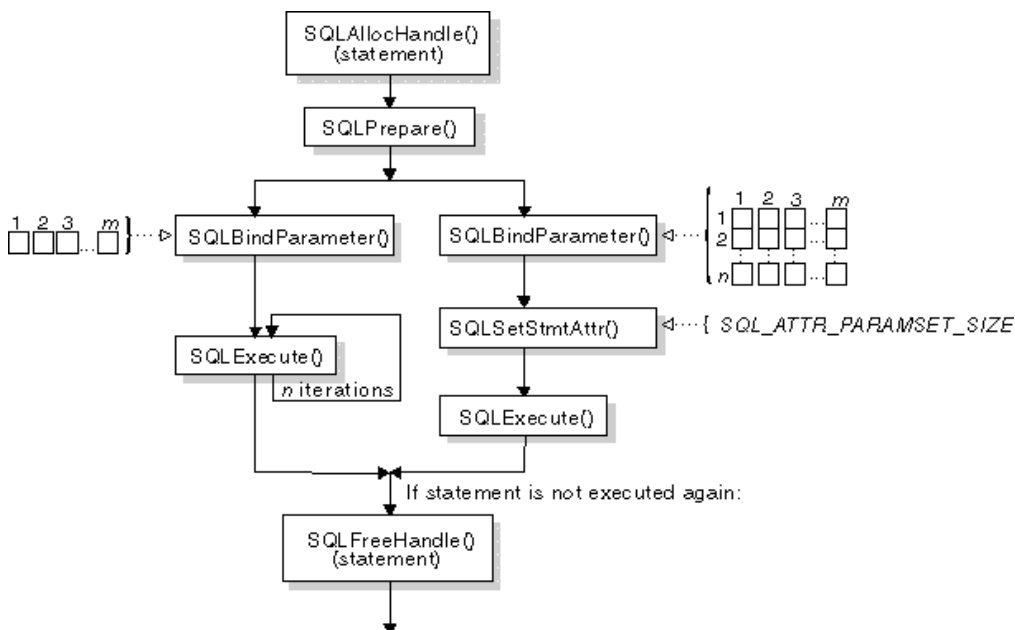 SQLAllocHandle()
(statement)
SQLPrepare()
1 2 3 m
SQLBindParameter()
SQLBindParameter()
1 2 3 m
1
2
n
SQLSetStmtAttr()
SQL_ATTR_PARAMSET_SIZE
SQLExecute()
n iterations
SQLExecute()
If statement is not executed again:
SQLFreeHandle()
(statement)